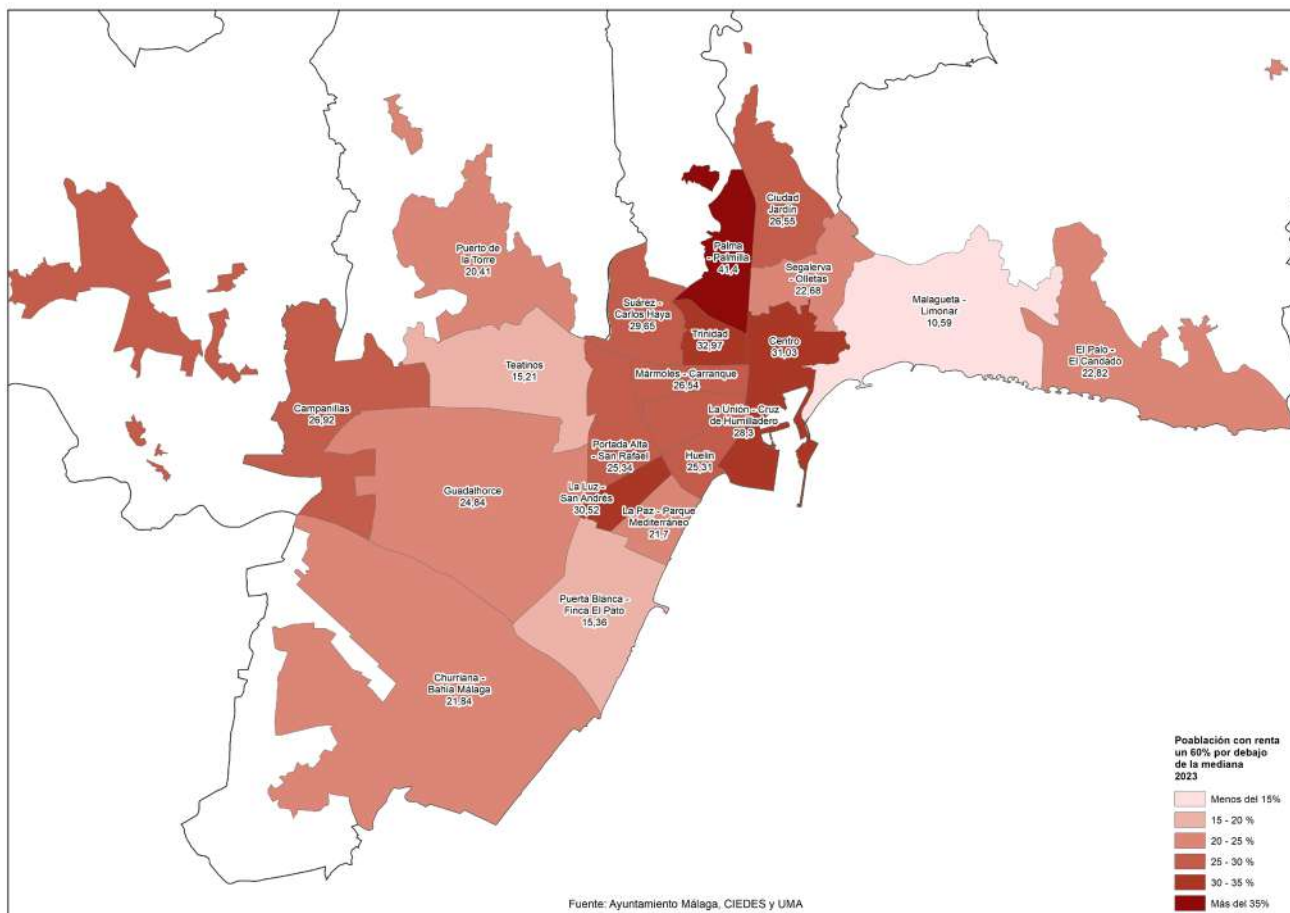 Ciudad
Jardín
26,55
Palma
- Palmilla
41,4
Puerto de
la Torre
20,41
Segalerva -
Olletas
22,68
Suárez -
Carlos Haya
29,65
Malagueta -
Limonar
10,59
Trinidad
32,97
Centro
31,03
El Palo -
El Candado
22,82
Teatinos
15,21
Mármoles - Carranque
26,54
Campanillas
26,92
La Unión - Cruz
de Humilladero
28,3
Portada Alta
- San Rafael
25,34
Huelin
25,31
Guadalhorce
24,84
La Luz -
San Andrés
30,52
La Paz - Parque
Mediterráneo
21,7
Puerta Blanca -
Finca El Pato
15,36
Churriana -
Bahía Málaga
21,84
Poablación con renta
un 60% por debajo
de la mediana
2023
Menos del 15%
15 - 20 %
20 - 25 %
25 - 30 %
30 - 35 %
Más del 35%
Fuente: Ayuntamiento Málaga, CIEDES y UMA